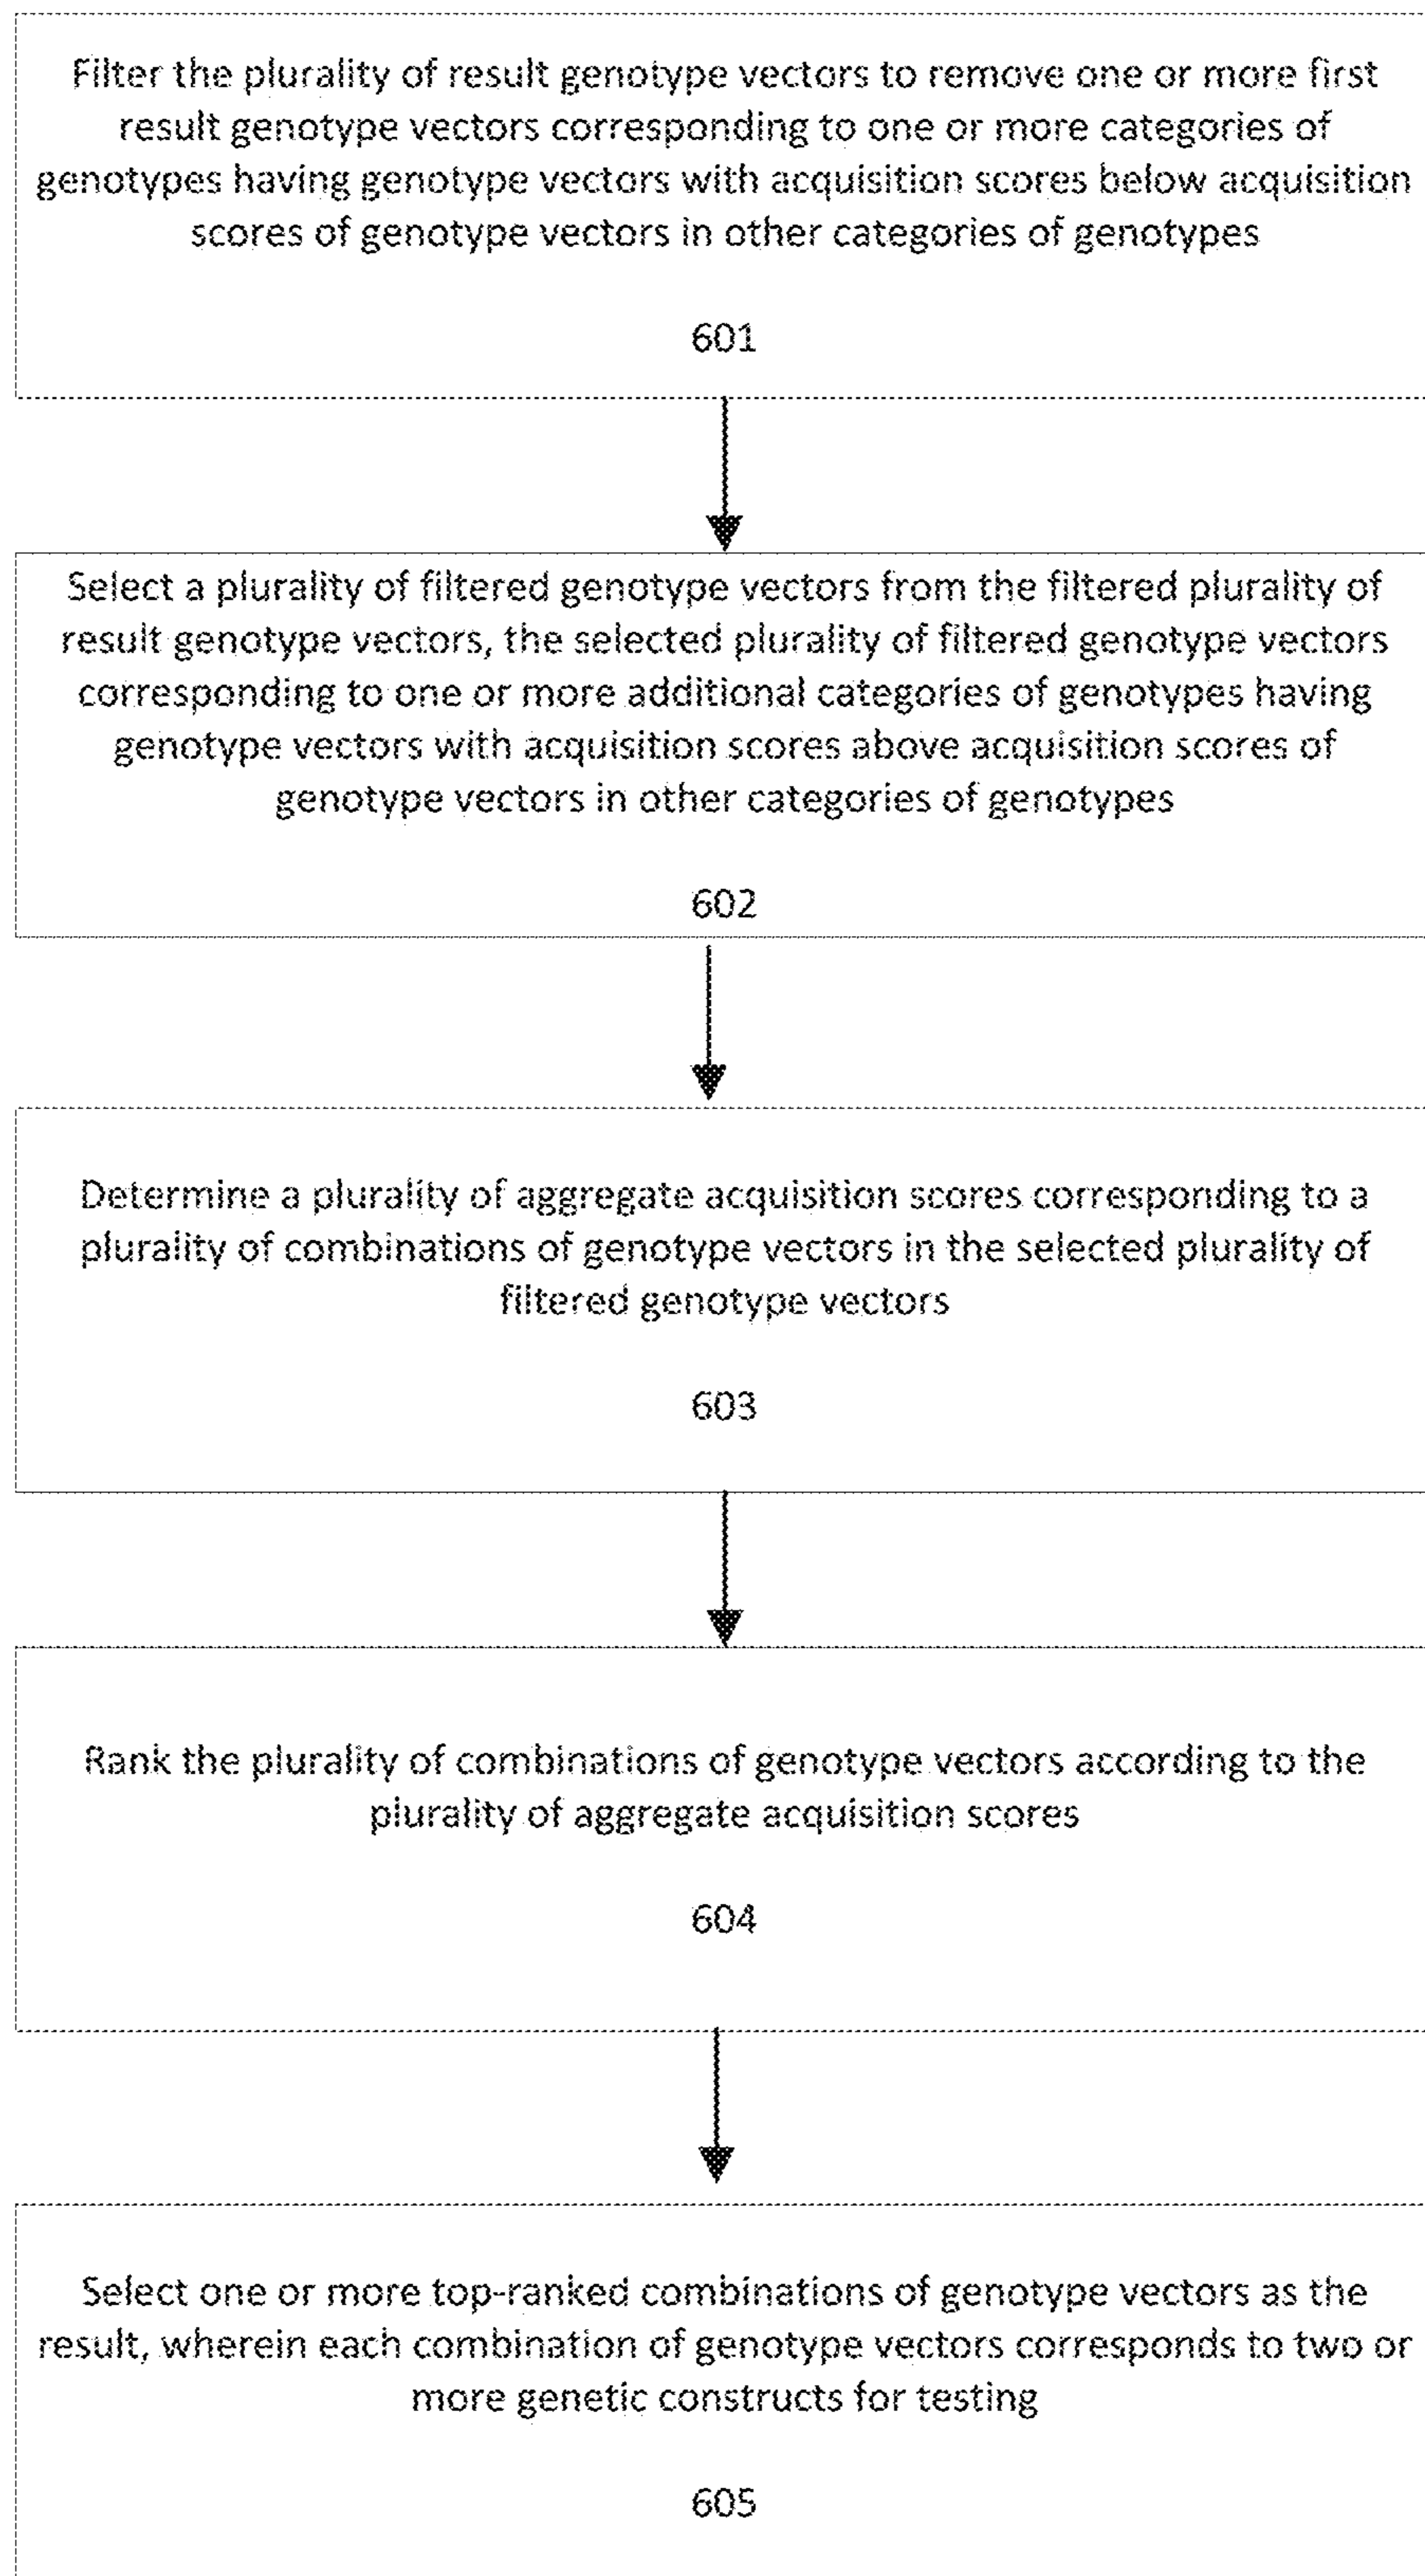 Filter the plurality of result genotype vectors to remove one or more first
result genotype vectors corresponding to one or more categories of
genotypes having genotype vectors with acquisition scores below acquisition
scores of genotype vectors in other categories of genotypes
601
Select a plurality of filtered genotype vectors from the filtered plurality of
result genotype vectors, the selected plurality of filtered genotype vectors
corresponding to one or more additional categories of genotypes having
genotype vectors with acquisition scores above acquisition scores of
genotype vectors in other categories of genotypes
602
Determine a plurality of aggregate acquisition scores corresponding to a
plurality of combinations of genotype vectors in the selected plurality of
filtered genotype vectors
603
Rank the plurality of combinations of genotype vectors according to the
plurality of aggregate acquisition scores
604
Select one or more top-ranked combinations of genotype vectors as the
result, wherein each combination of genotype vectors corresponds to two or
more genetic constructs for testing
605